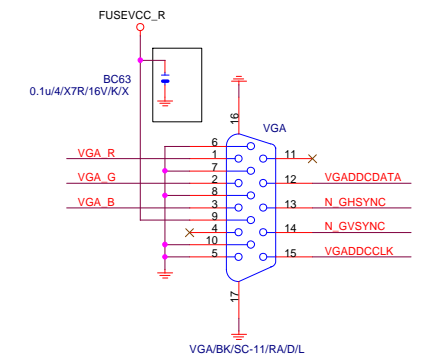 FUSEVCC_R
BC63
0.1u/4/X7R/16V/K/X
16
VGA
6
VGA_R 1 11
7
VGA_G 2 12 VGADDCDATA
8
VGA_B 3 13 N_GHSYNC
9
4 14 N_GVSYNC
10
5 15 VGADDCCLK
17
VGA/BK/SC-11/RA/D/L